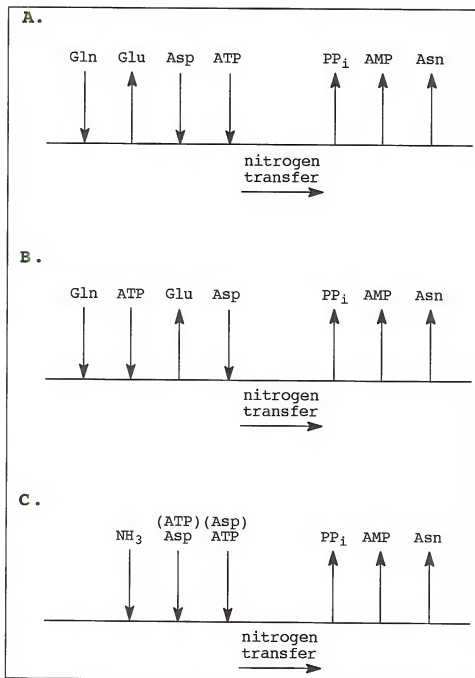 A.
Gln Glu Asp ATP PPi AMP Asn
nitrogen
transfer
B.
Gln ATP Glu Asp PPi AMP Asn
nitrogen
transfer
C.
(ATP) (Asp)
NH3 Asp ATP PPi AMP Asn
nitrogen
transfer